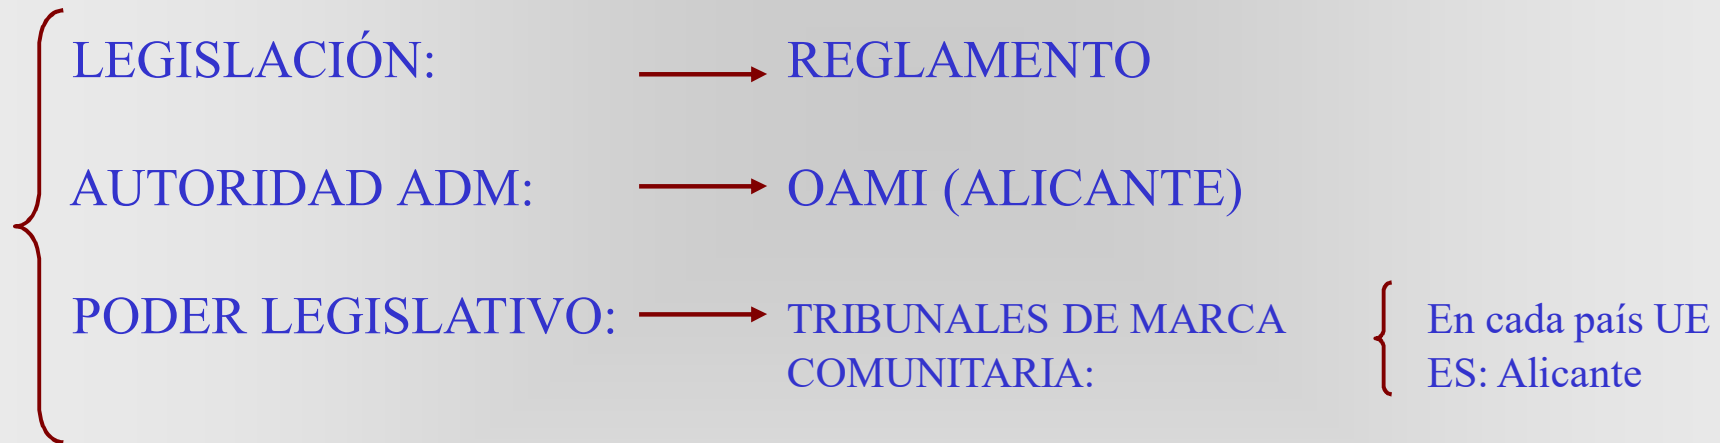 LEGISLACIÓN: REGLAMENTO
AUTORIDAD ADM: OAMI (ALICANTE)
PODER LEGISLATIVO: TRIBUNALES DE MARCA En cada país UE
COMUNITARIA: ES: Alicante